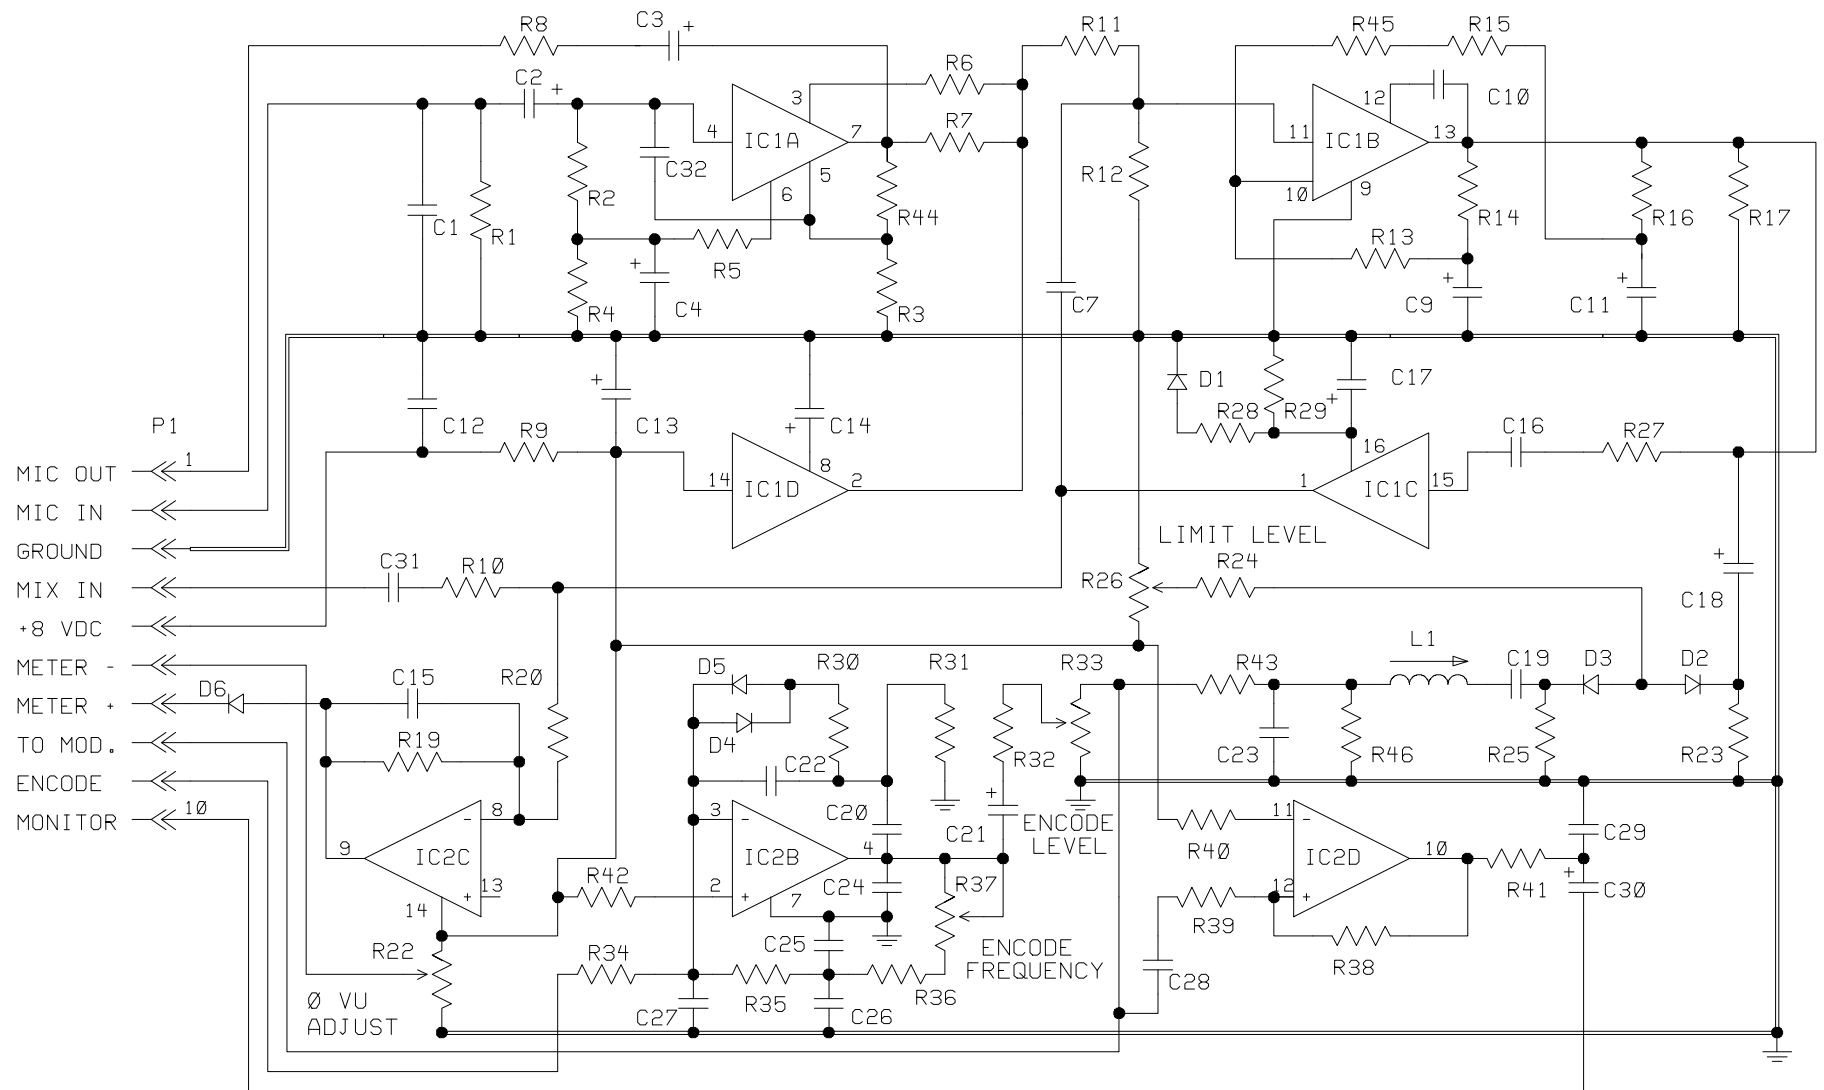 R8
C3
+
R11
R45
R15
C2
+
R6
3
12
C10
R7
4
IC1A
7
11
IC1B
13
C32
5
R12
R2
6
10
9
C1
R1
R44
R14
R16
R17
R5
+
R13
R4
C4
R3
C7
+
C9
+
C11
+
D1
C17
+
R28
R29
P1
C12
R9
C13
+
C14
C16
R27
MIC OUT
1
8
16
14
IC1D
2
1
IC1C
15
MIC IN
GROUND
LIMIT LEVEL
C31
R10
R26
R24
+
MIX IN
C18
+8 VDC
L1
METER -
D5
R30
R31
R33
R43
C19
D3
D2
D6
C15
R20
METER +
TO MOD.
R19
D4
R32
C23
R46
R25
R23
ENCODE
C22
+
MONITOR
10
8
-
3
-
C20
C21
ENCODE
LEVEL
11
-
C29
9
IC2C
IC2B
4
R40
IC2D
10
R42
C24
R37
+
C30
+
13
2
+
7
12
+
R41
14
R39
R22
R34
C25
ENCODE
FREQUENCY
R38
C28
Ø VU
ADJUST
C27
R35
C26
R36